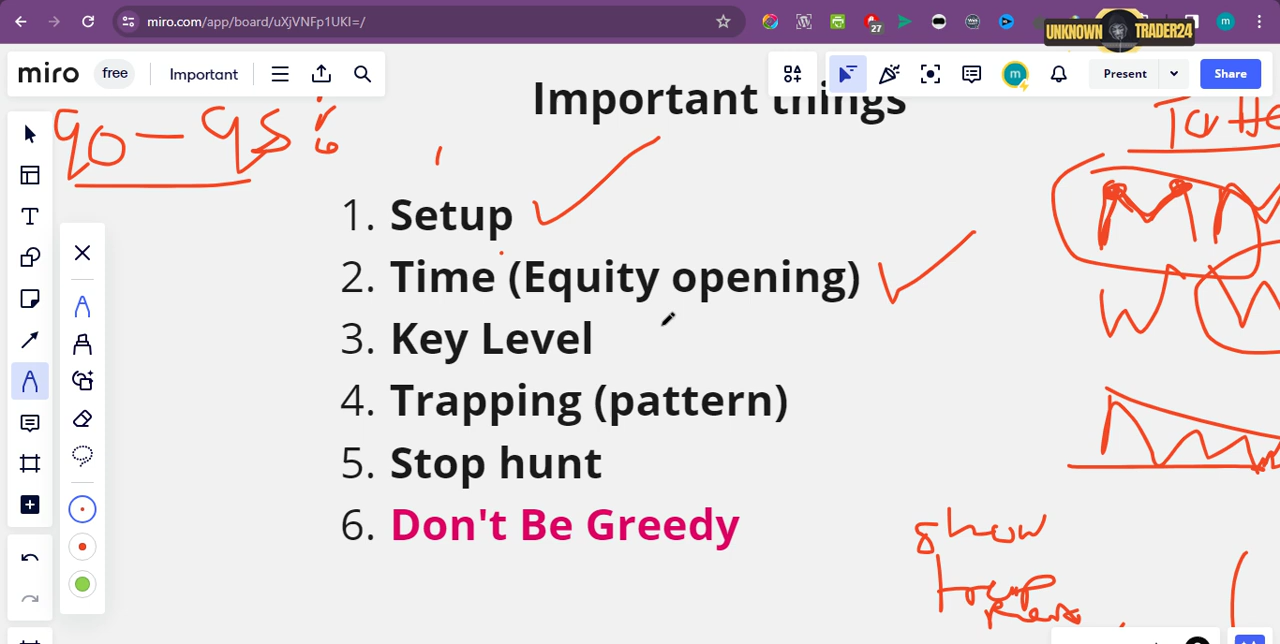 miro.com/app/board/uXjVNFp1UKI=/
27
m
UNKNOWN TRADER24
miro free Important
m
Present
Share
Important things
90 – 95
1. Setup
2. Time (Equity opening)
3. Key Level
4. Trapping (pattern)
5. Stop hunt
6. Don't Be Greedy
show